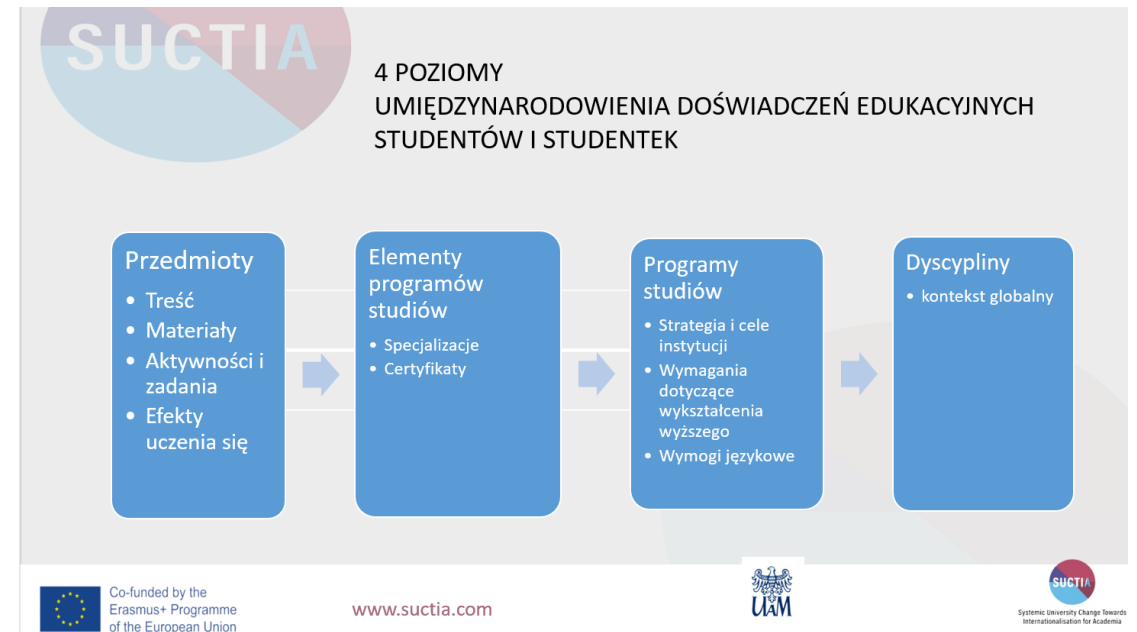 SUCTIA
4 POZIOMY
UMIĘDZYNARODOWIENIA DOŚWIADCZEŃ EDUKACYJNYCH
STUDENTÓW I STUDENTEK
Przedmioty
• Treść
• Materiały
• Aktywności i
zadania
• Efekty
uczenia się
Elementy
programów
studiów
• Specjalizacje
• Certyfikaty
Programy
studiów
• Strategia i cele
instytucji
• Wymagania
dotyczące
wykształcenia
wyższego
• Wymogi językowe
Dyscypliny
• kontekst globalny
Co-funded by the
Erasmus+ Programme
of the European Union
www.suctia.com
UAM
SUCTIA
Systemic University Change Towards
Internationalisation for Academia